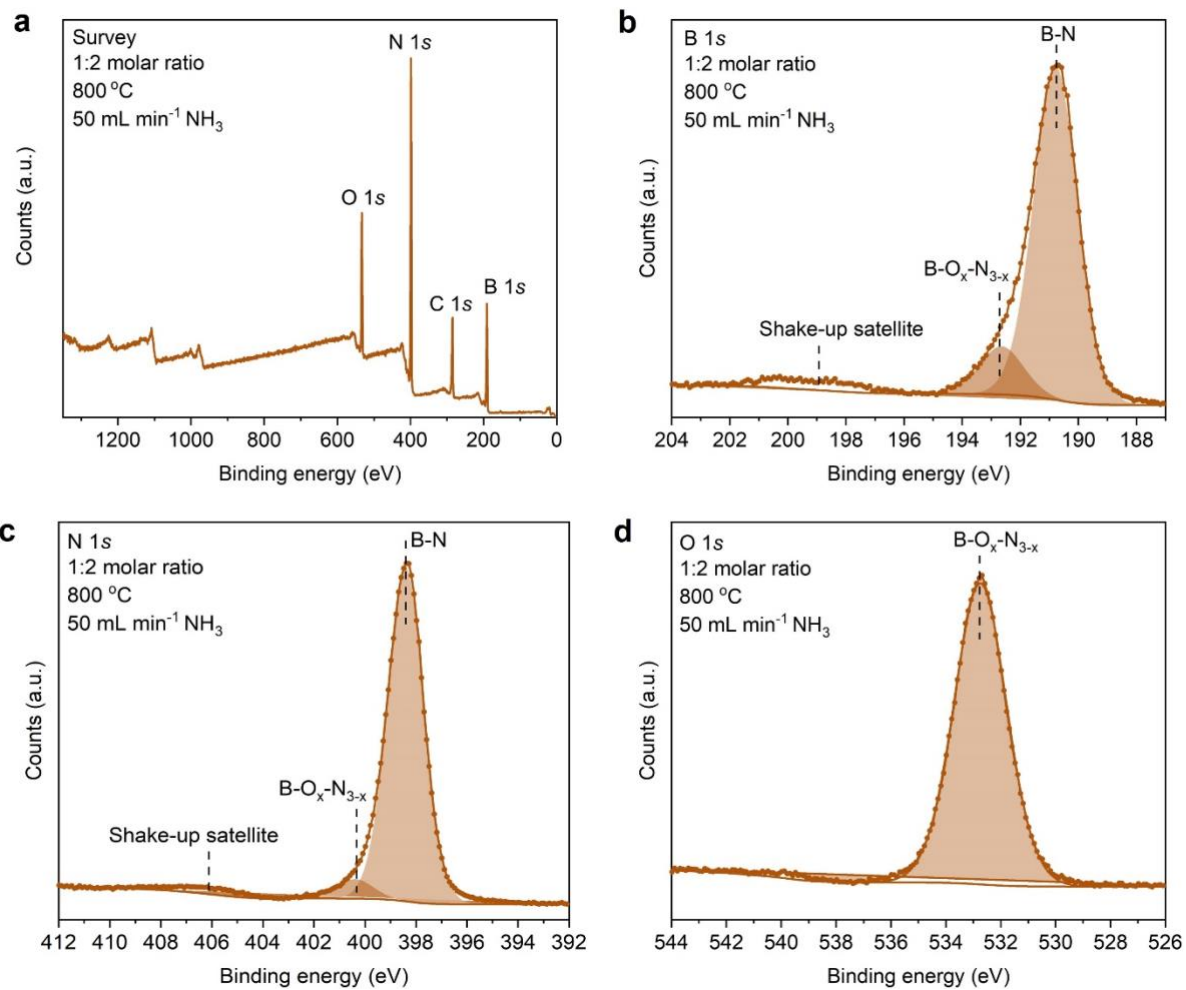 a
Survey
1:2 molar ratio
800 °C
50 mL min⁻¹ NH₃
N 1s
O 1s
C 1s
B 1s
Counts (a.u.)
1200 1000 800 600 400 200 0
Binding energy (eV)
b
B 1s
1:2 molar ratio
800 °C
50 mL min⁻¹ NH₃
B-N
B-Oₓ-N₃₋ₓ
Shake-up satellite
Counts (a.u.)
204 202 200 198 196 194 192 190 188
Binding energy (eV)
c
N 1s
1:2 molar ratio
800 °C
50 mL min⁻¹ NH₃
B-N
B-Oₓ-N₃₋ₓ
Shake-up satellite
Counts (a.u.)
412 410 408 406 404 402 400 398 396 394 392
Binding energy (eV)
d
O 1s
1:2 molar ratio
800 °C
50 mL min⁻¹ NH₃
B-Oₓ-N₃₋ₓ
Counts (a.u.)
544 542 540 538 536 534 532 530 528 526
Binding energy (eV)